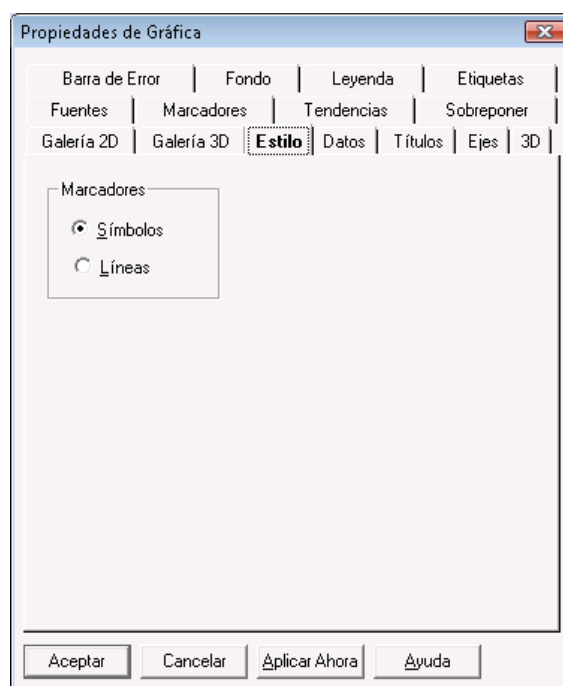 Propiedades de Gráfica
Barra de Error Fondo Leyenda Etiquetas
Fuentes Marcadores Tendencias Sobreponer
Galería 2D Galería 3D Estilo Datos Títulos Ejes 3D
Marcadores
Símbolos
Líneas
Aceptar Cancelar Aplicar Ahora Ayuda